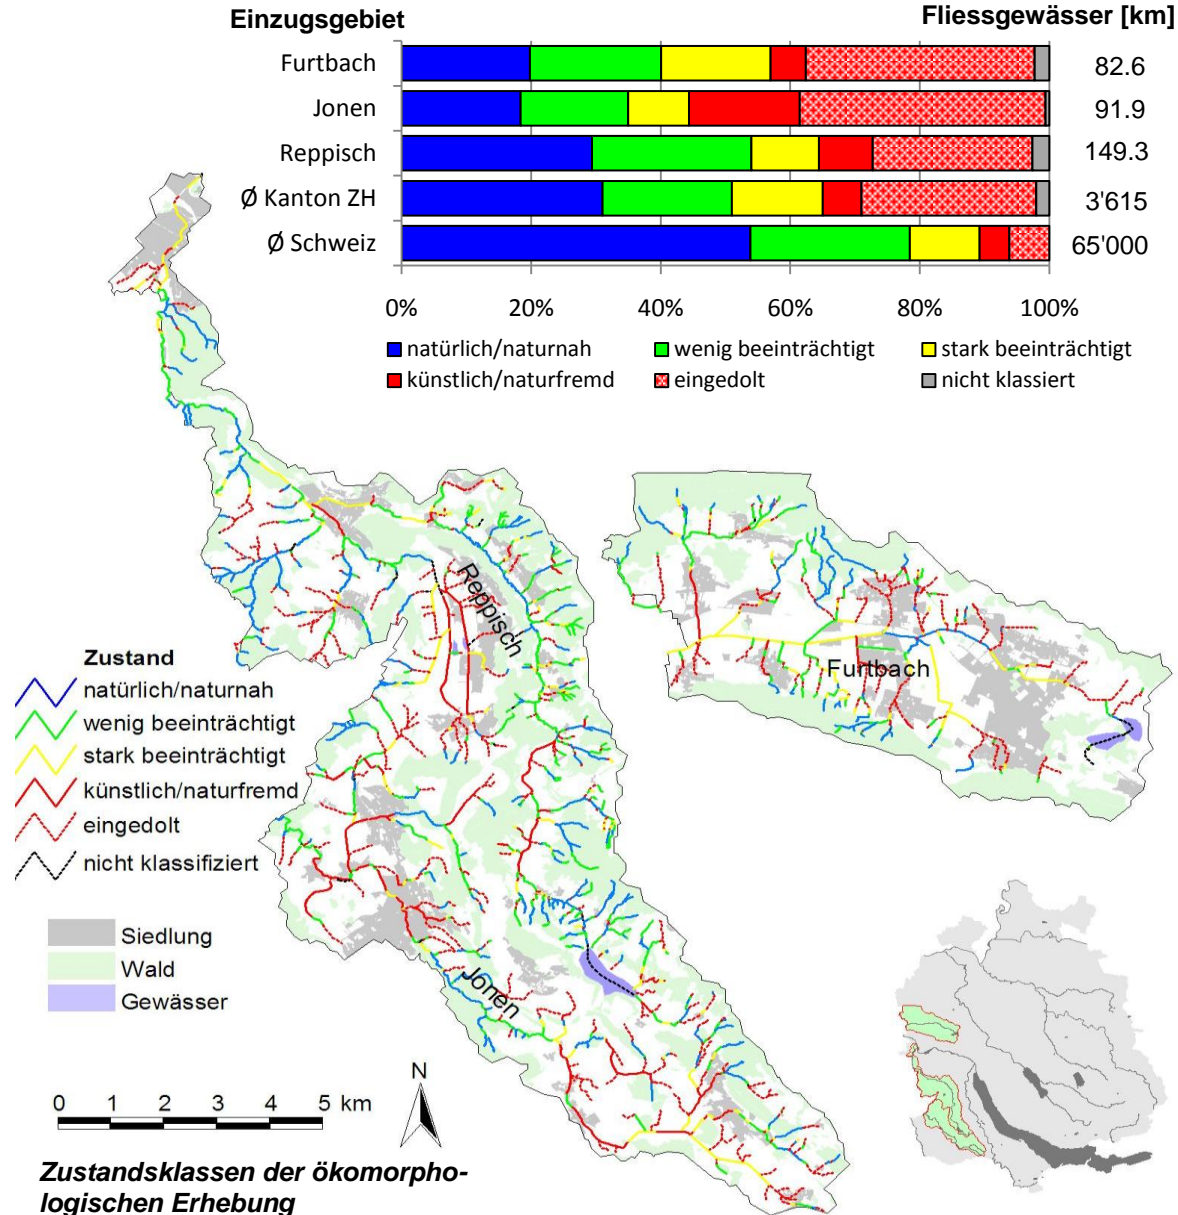 Einzugsgebiet
Fliessgewässer [km]
Furtbach 82.6
Jonen 91.9
Reppisch 149.3
Ø Kanton ZH 3'615
Ø Schweiz 65'000
0% 20% 40% 60% 80% 100%
natürlich/naturnah wenig beeinträchtigt stark beeinträchtigt
künstlich/naturfremd eingedolt nicht klassiert
Reppisch
Furtbach
Jonen
Zustand
natürlich/naturnah
wenig beeinträchtigt
stark beeinträchtigt
künstlich/naturfremd
eingedolt
nicht klassifiziert
Siedlung
Wald
Gewässer
N
0 1 2 3 4 5 km
Zustandsklassen der ökomorpho-
logischen Erhebung